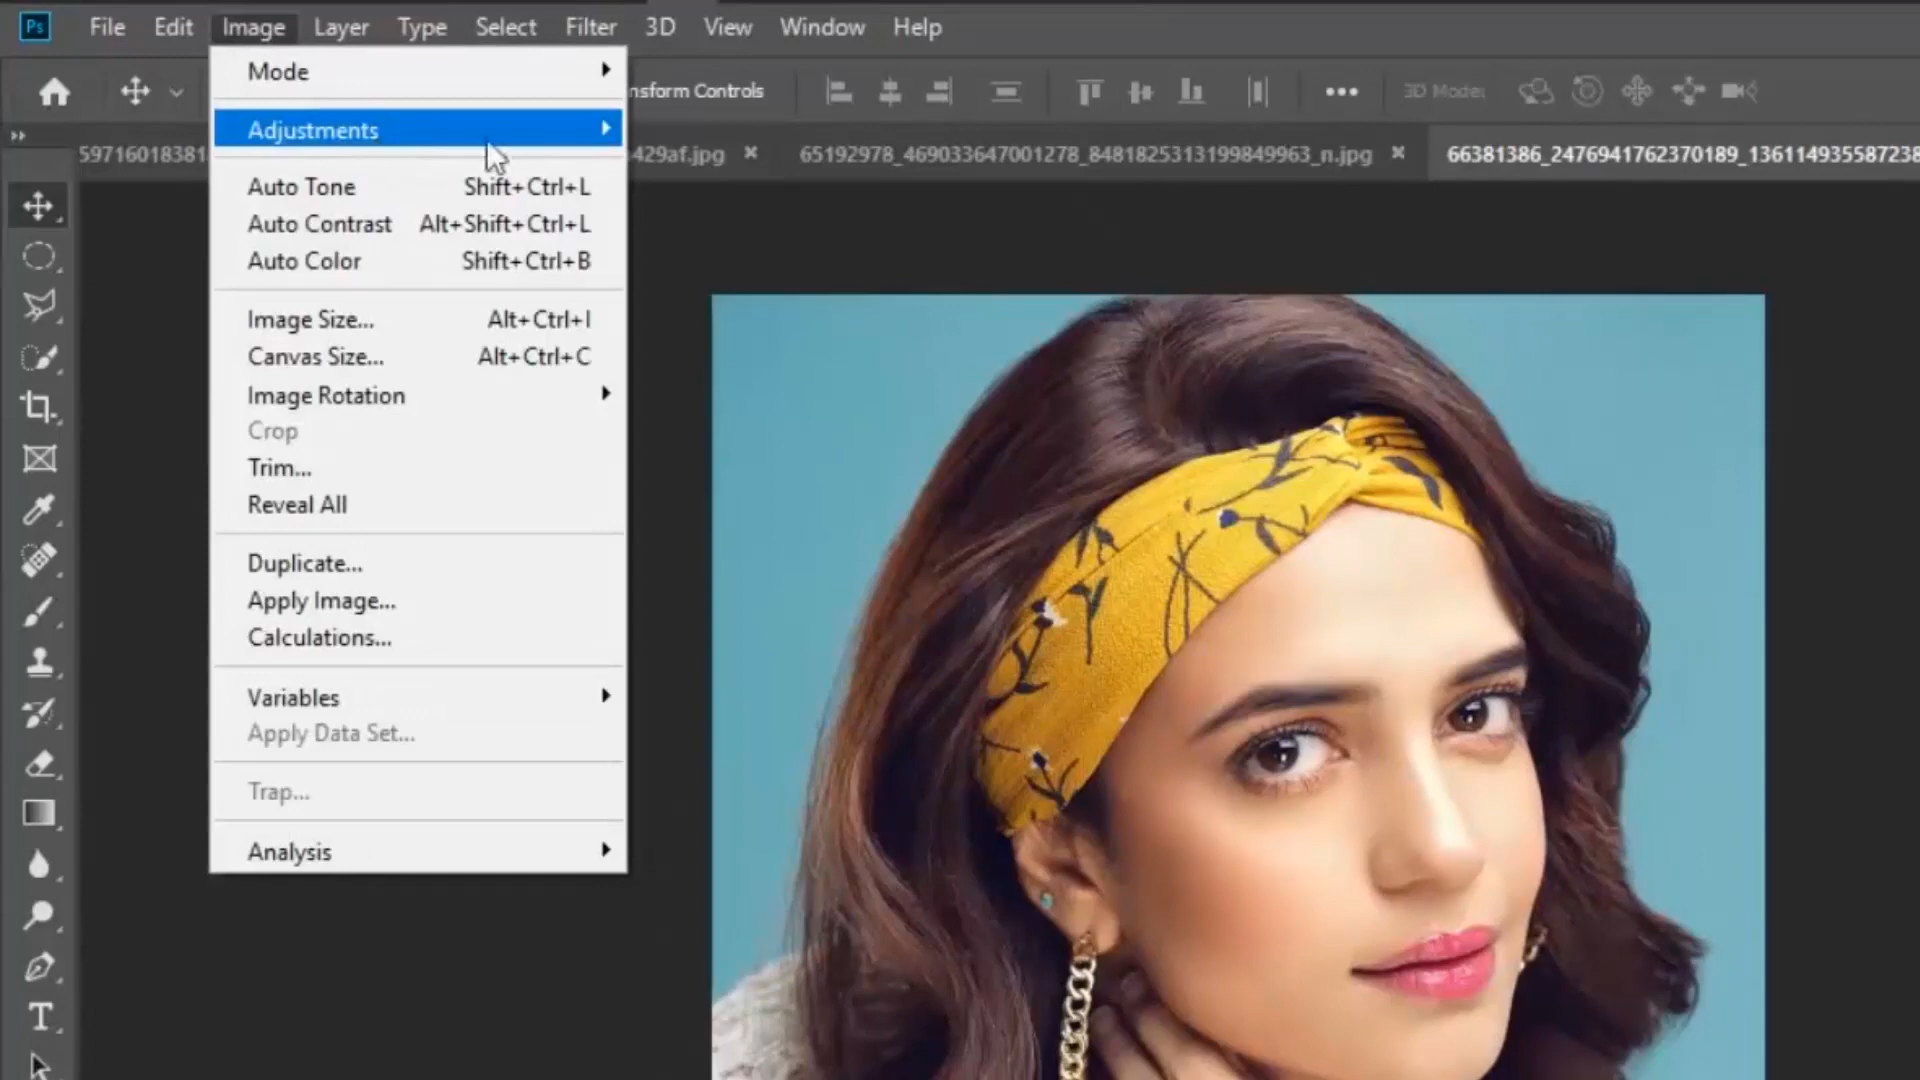 Ps File Edit Image Layer Type Select Filter 3D View Window Help
Mode
nsform Controls
3D Mode:
Adjustments
59716018381
429af.jpg ×
65192978_469033647001278_8481825313199849963_n.jpg ×
66381386_2476941762370189_136114935587238
Auto Tone Shift+Ctrl+L
Auto Contrast Alt+Shift+Ctrl+L
Auto Color Shift+Ctrl+B
Image Size... Alt+Ctrl+I
Canvas Size... Alt+Ctrl+C
Image Rotation
Crop
Trim...
Reveal All
Duplicate...
Apply Image...
Calculations...
Variables
Apply Data Set...
Trap...
Analysis